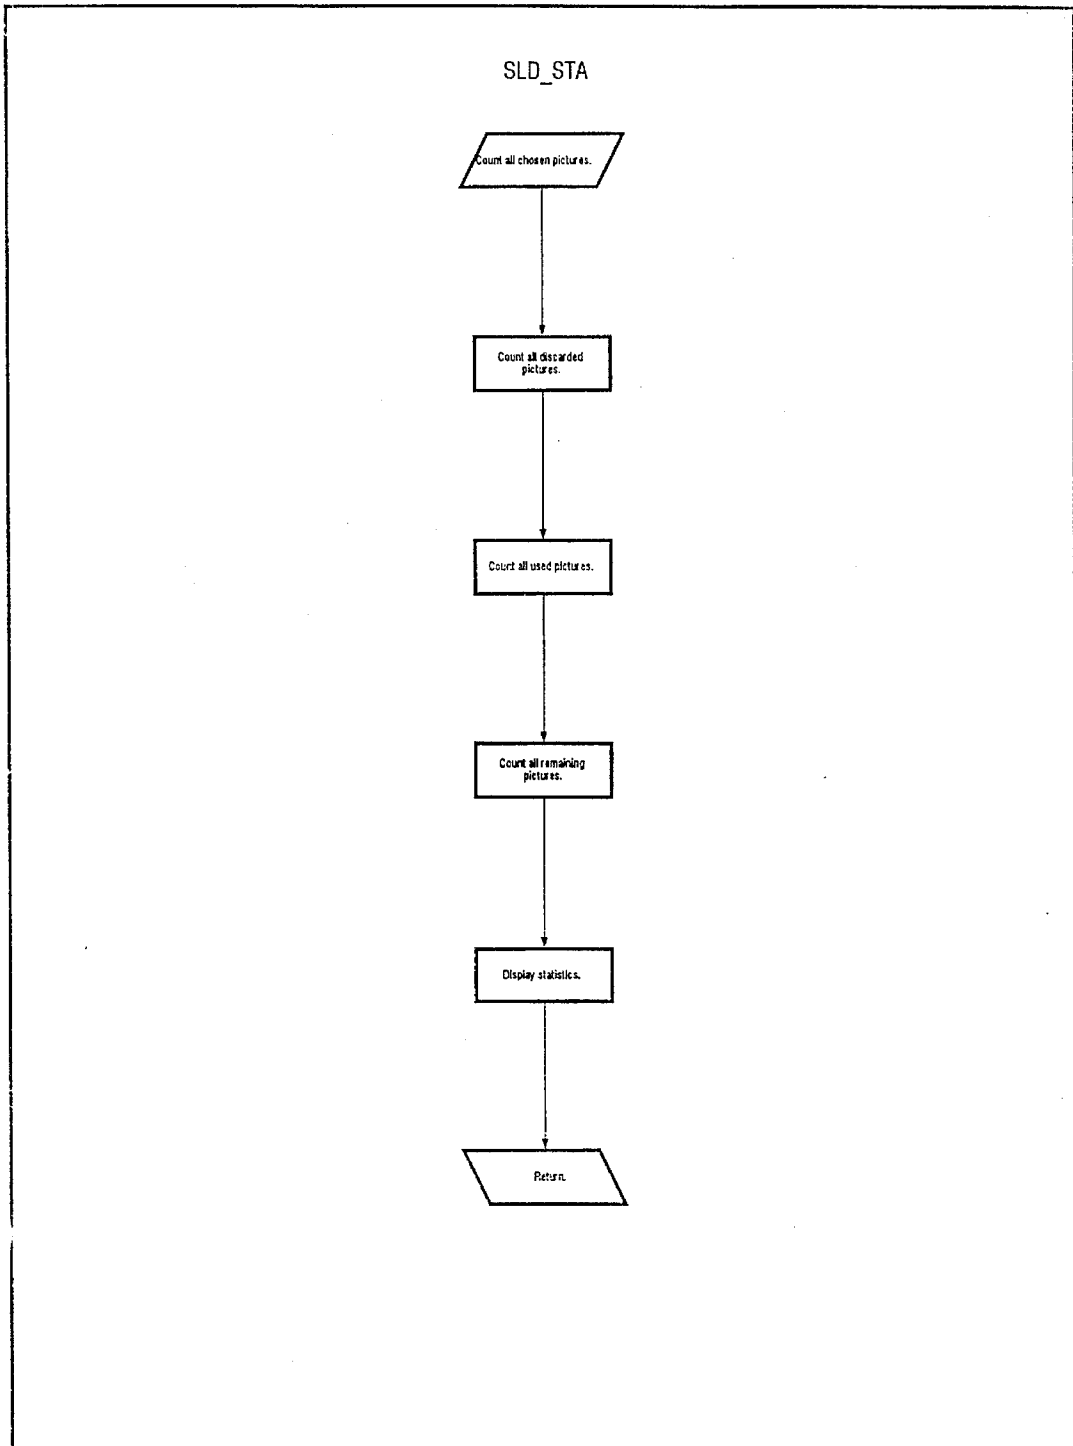 SLD_STA
Count all chosen pictures.
Count all discarded
pictures.
Count all used pictures.
Count all remaining
pictures.
Display statistics.
Return.